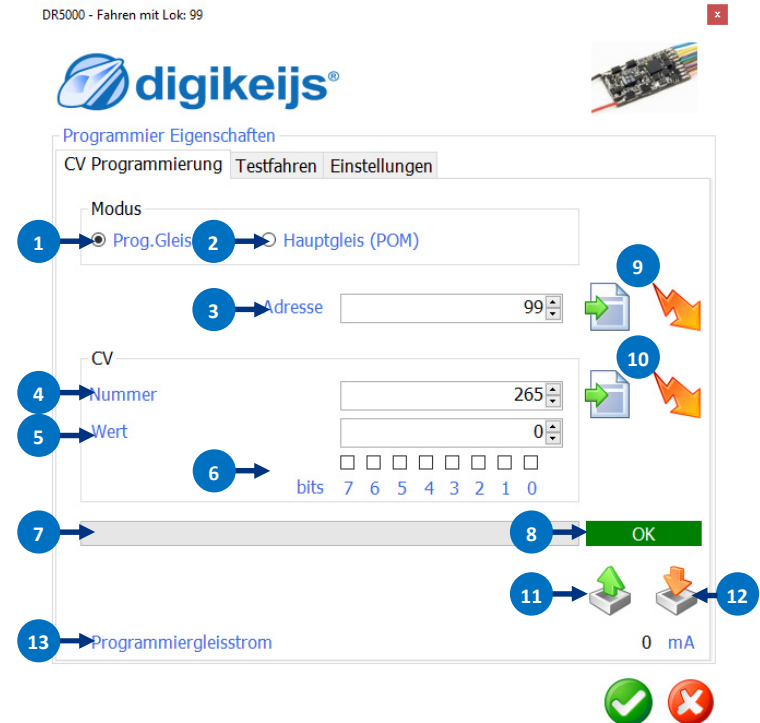 DR5000 - Fahren mit Lok: 99
x
digikeijs®
Programmier Eigenschaften
CV Programmierung Testfahren Einstellungen
Modus
1 Prog.Gleis 2 Hauptgleis (POM)
9
3 Adresse 99
CV
10
4 Nummer 265
5 Wert 0
6
bits 7 6 5 4 3 2 1 0
7 8 OK
11 12
13 Programmiergleisstrom 0 mA